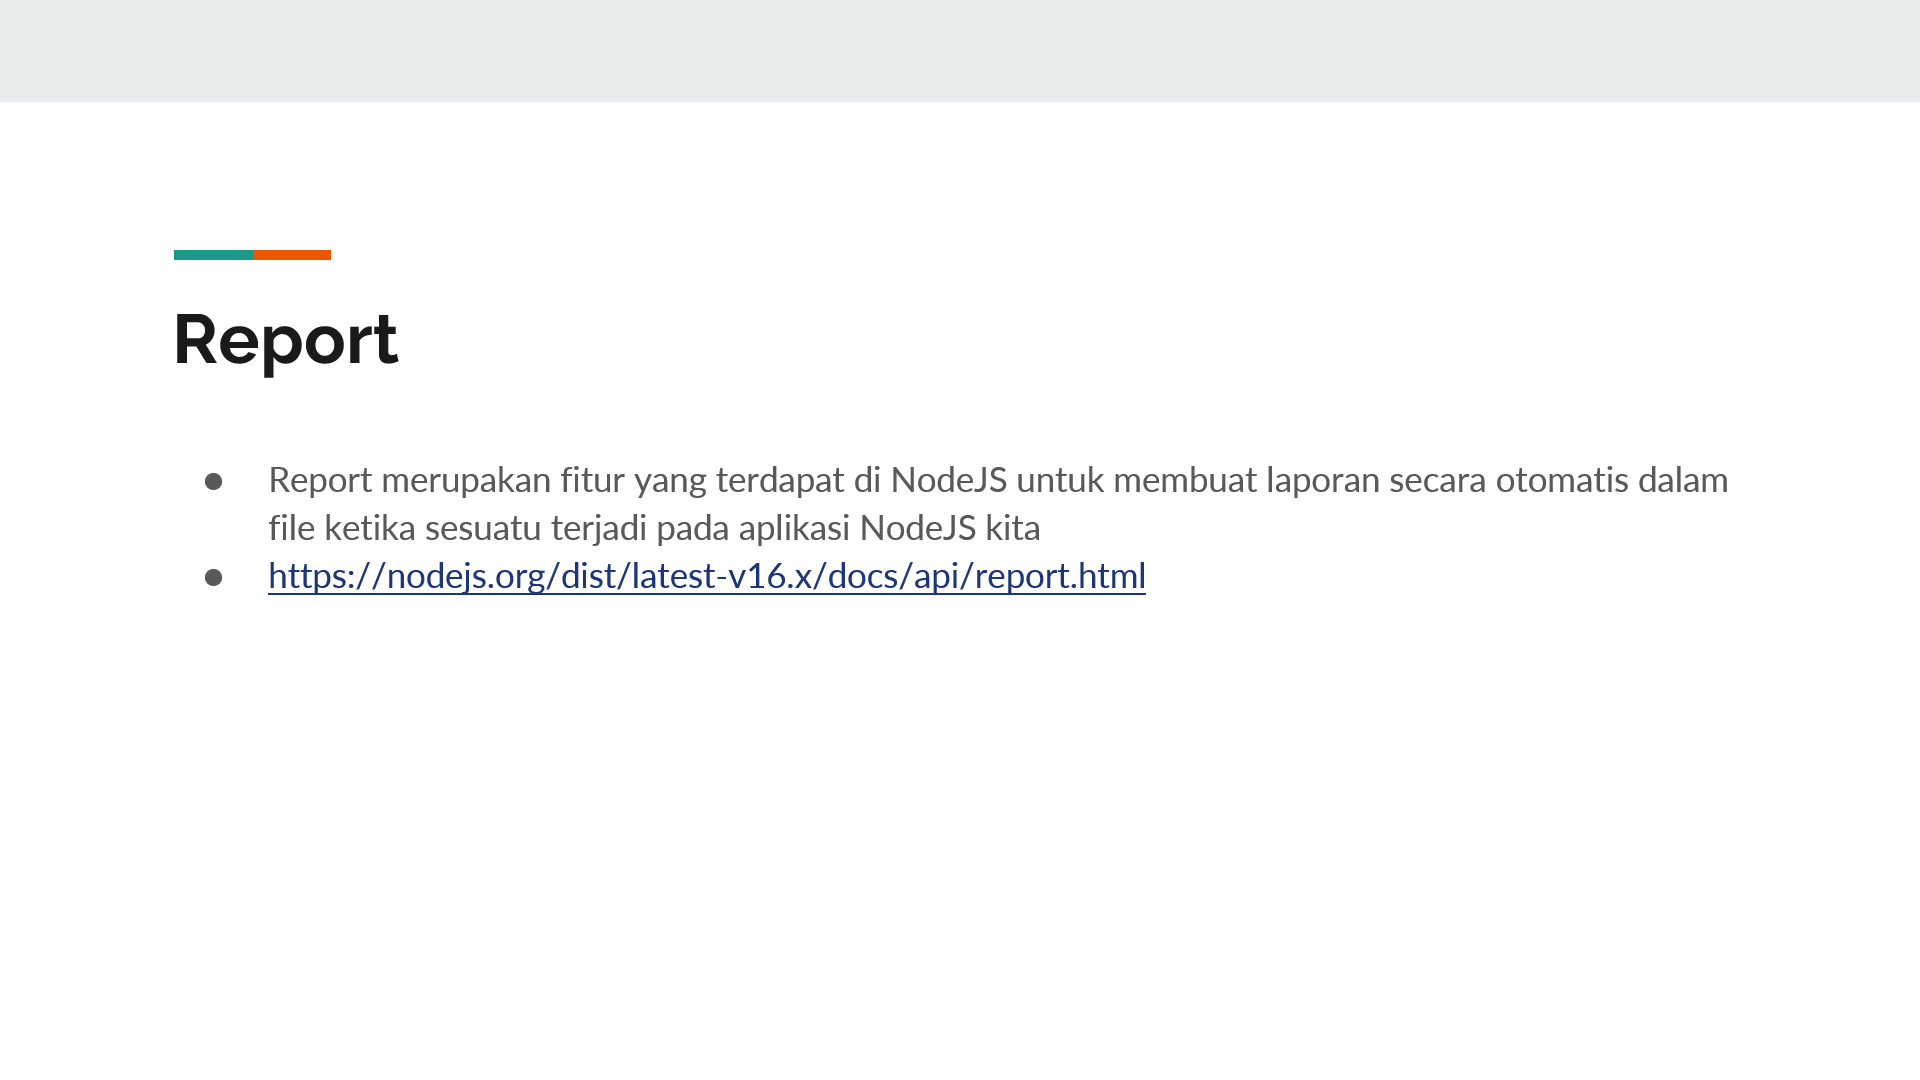 Report
● Report merupakan fitur yang terdapat di NodeJS untuk membuat laporan secara otomatis dalam
file ketika sesuatu terjadi pada aplikasi NodeJS kita
● https://nodejs.org/dist/latest-v16.x/docs/api/report.html